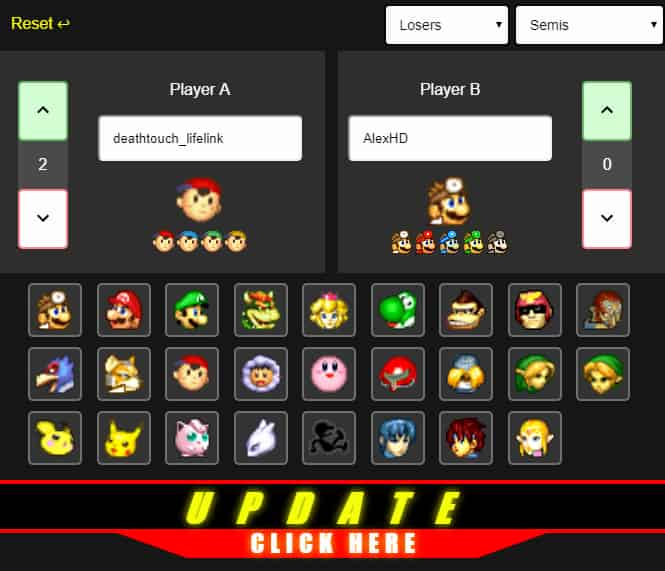 Reset ↩
Losers
Semis
Player A
Player B
deathtouch_lifelink
AlexHD
2
0
UPDATE
CLICK HERE